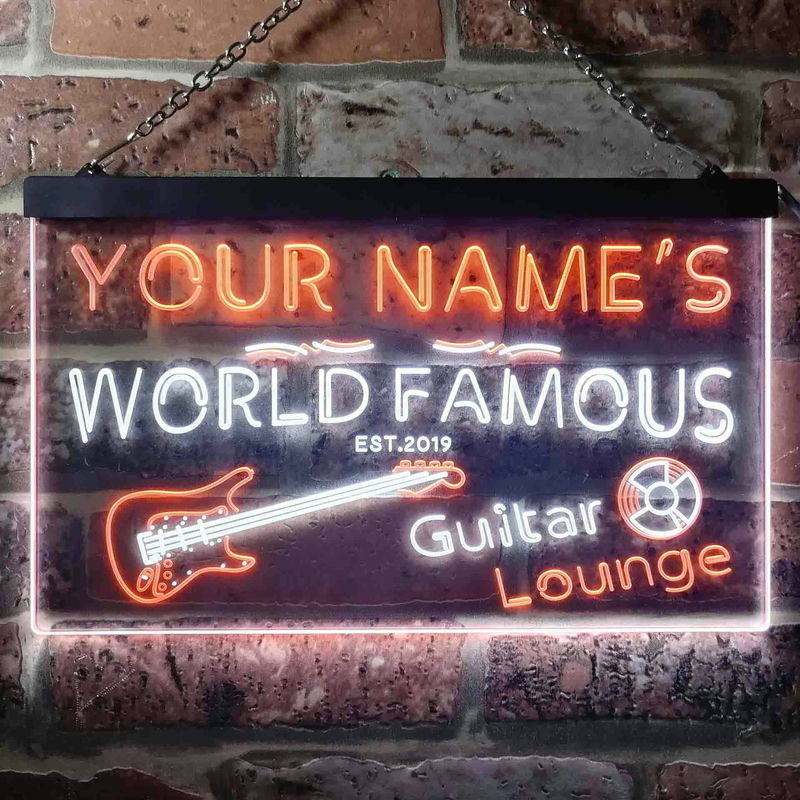 YOUR NAME'S
WORLD FAMOUS
EST.2019
Guitar
Lounge